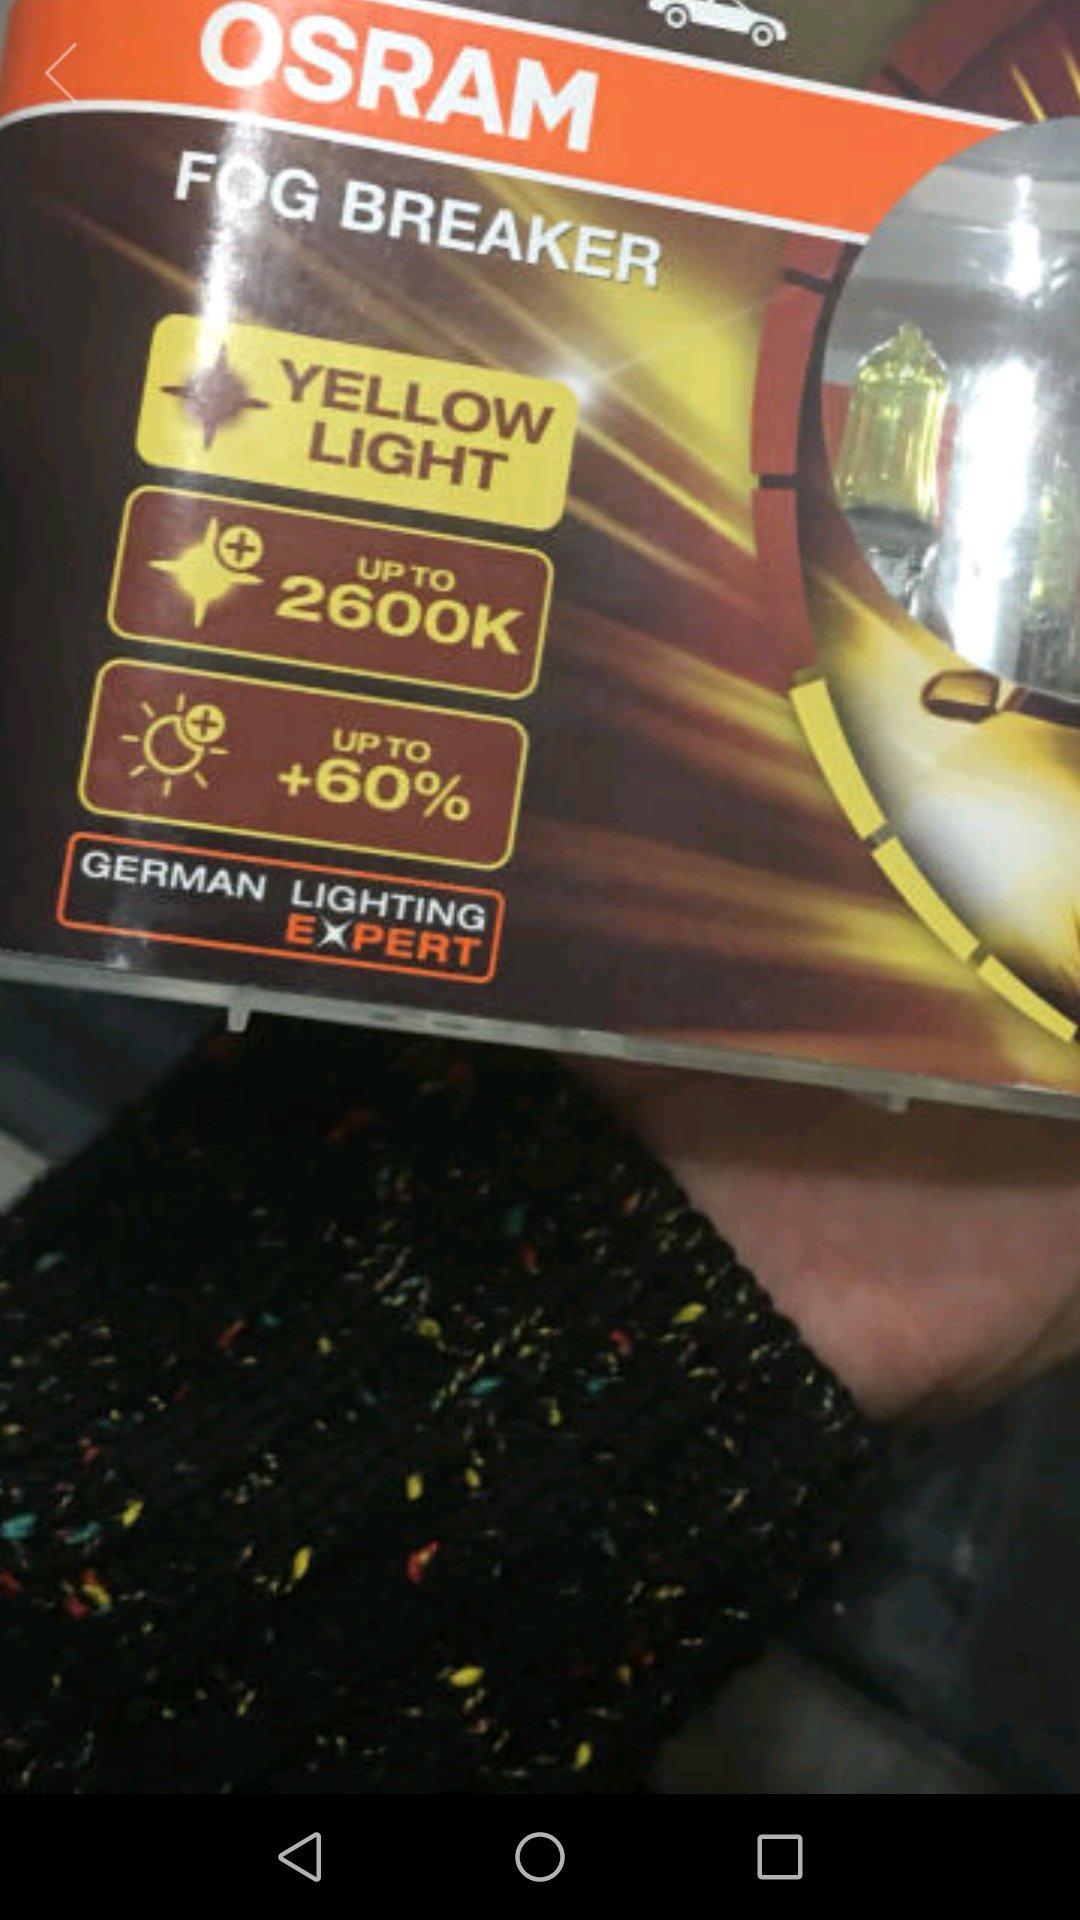 OSRAM
FOG BREAKER
YELLOW
LIGHT
UP TO
2600K
UP TO
+60%
GERMAN LIGHTING
EXPERT